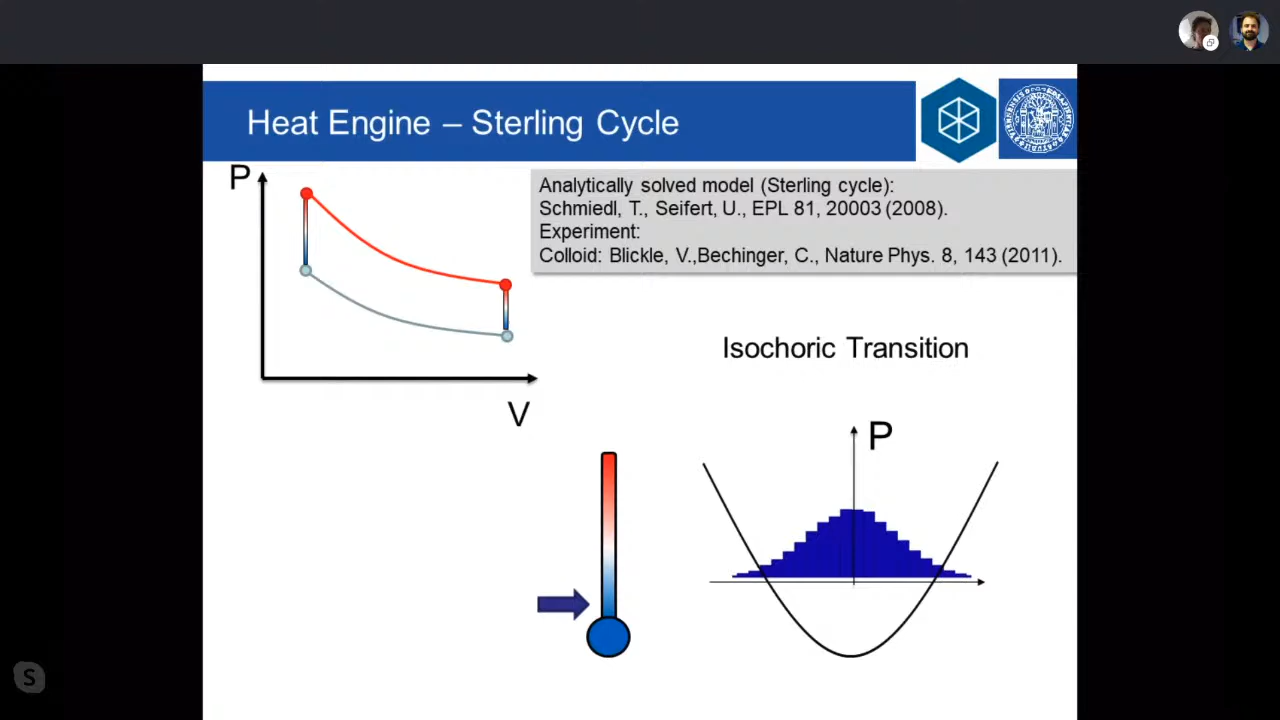 Heat Engine – Sterling Cycle
P
Analytically solved model (Sterling cycle):
Schmiedl, T., Seifert, U., EPL 81, 20003 (2008).
Experiment:
Colloid: Blickle, V.,Bechinger, C., Nature Phys. 8, 143 (2011).
Isochoric Transition
V
P
S